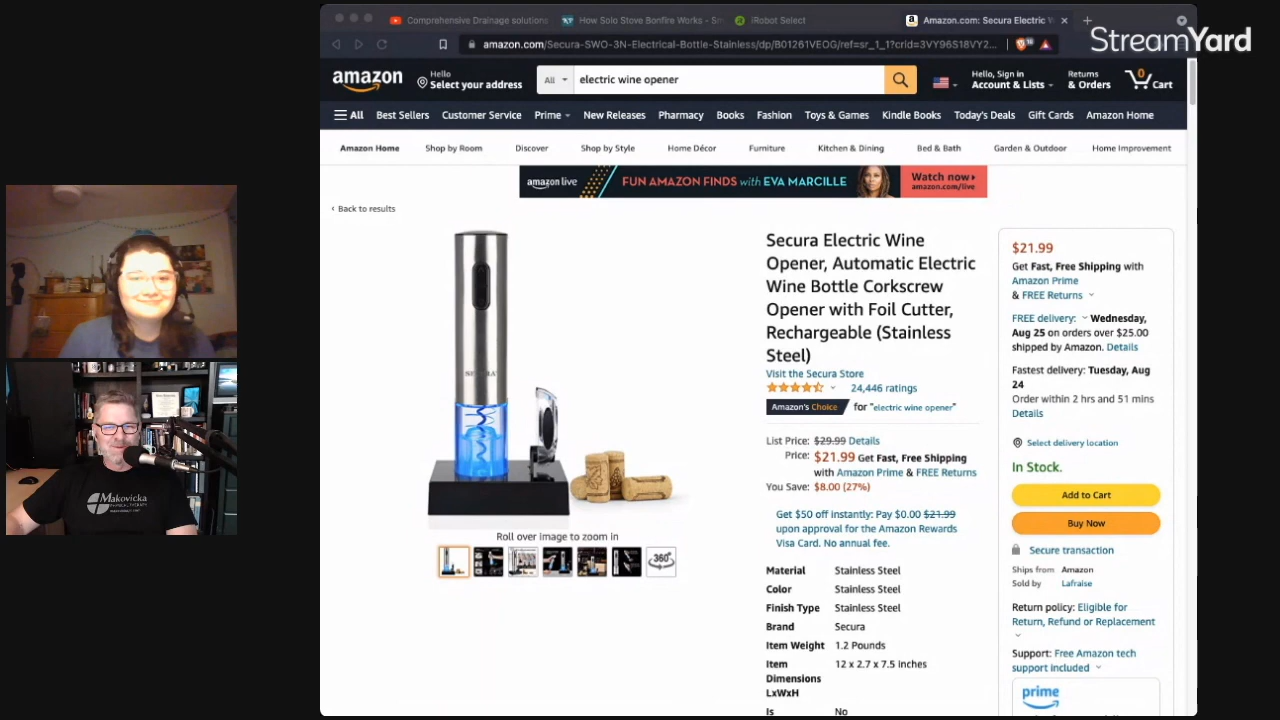 Comprehensive Drainage solutions
How Solo Stove Bonfire Works - Sm
iRobot Select
Amazon.com: Secura Electric W
StreamYard
amazon.com/Secura-SWO-3N-Electrical-Bottle-Stainless/dp/B01261VEOG/ref=sr_1_1?crid=3VY96S18VY2...
amazon
Hello
Select your address
All
electric wine opener
Hello, Sign in
Account & Lists
Returns
& Orders
0
Cart
All
Best Sellers
Customer Service
Prime
New Releases
Pharmacy
Books
Fashion
Toys & Games
Kindle Books
Today's Deals
Gift Cards
Amazon Home
Amazon Home
Shop by Room
Discover
Shop by Style
Home Décor
Furniture
Kitchen & Dining
Bed & Bath
Garden & Outdoor
Home Improvement
amazon live
FUN AMAZON FINDS with EVA MARCILLE
Watch now
amazon.com/live
‹ Back to results
SECURA
Roll over image to zoom in
360°
Secura Electric Wine
Opener, Automatic Electric
Wine Bottle Corkscrew
Opener with Foil Cutter,
Rechargeable (Stainless
Steel)
Visit the Secura Store
24,446 ratings
Amazon's Choice for "electric wine opener"
List Price: $29.99 Details
Price: $21.99 Get Fast, Free Shipping
with Amazon Prime & FREE Returns
You Save: $8.00 (27%)
Get $50 off instantly: Pay $0.00 $21.99
upon approval for the Amazon Rewards
Visa Card. No annual fee.
Material Stainless Steel
Color Stainless Steel
Finish Type Stainless Steel
Brand Secura
Item Weight 1.2 Pounds
Item 12 x 2.7 x 7.5 inches
Dimensions
LxWxH
Is No
$21.99
Get Fast, Free Shipping with
Amazon Prime
& FREE Returns
FREE delivery: Wednesday,
Aug 25 on orders over $25.00
shipped by Amazon. Details
Fastest delivery: Tuesday, Aug
24
Order within 2 hrs and 51 mins
Details
Select delivery location
In Stock.
Add to Cart
Buy Now
Secure transaction
Ships from Amazon
Sold by Lafraise
Return policy: Eligible for
Return, Refund or Replacement
Support: Free Amazon tech
support included
prime
Makovicka
PHYSICAL THERAPY